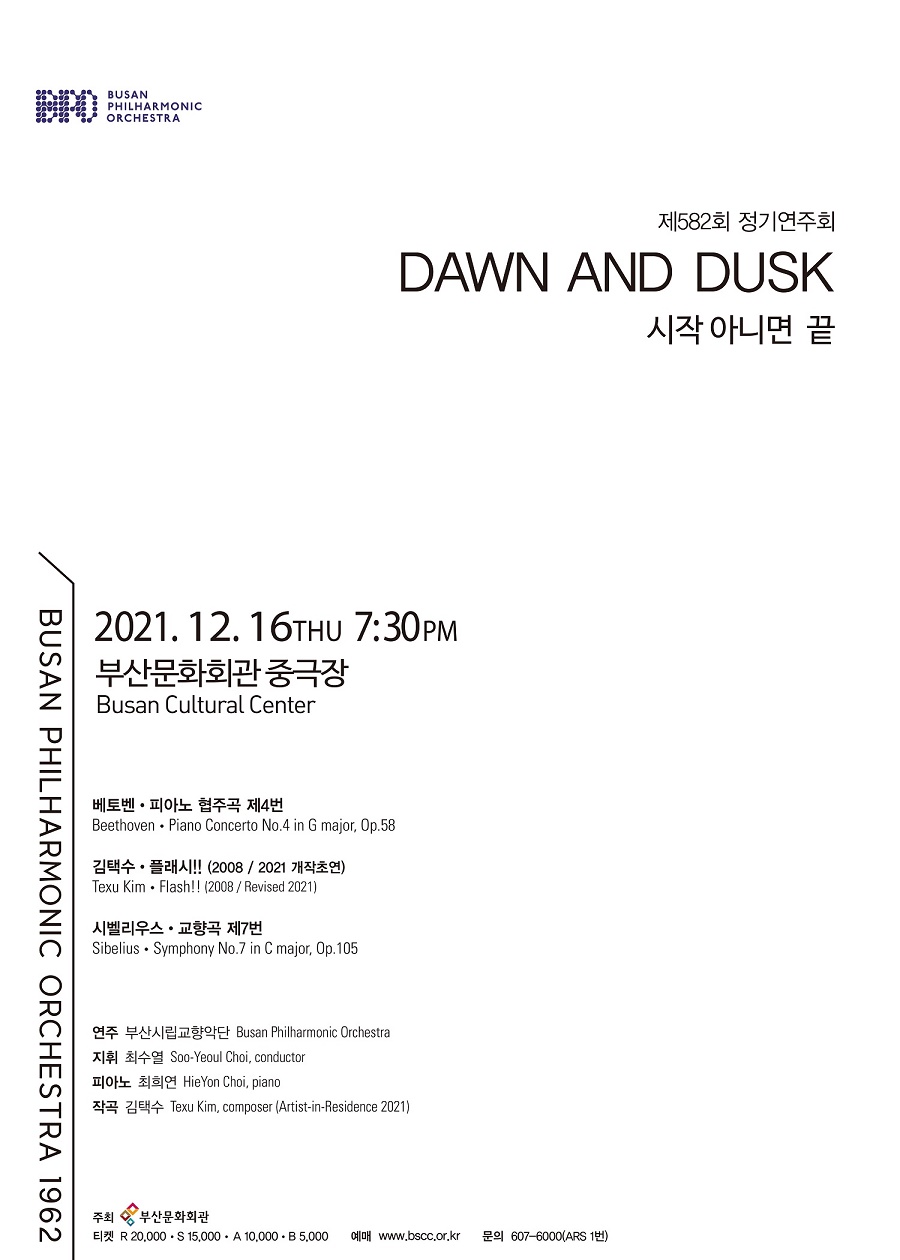 BPO
BUSAN
PHILHARMONIC
ORCHESTRA
제582회 정기연주회
DAWN AND DUSK
시작 아니면 끝
BUSAN PHILHARMONIC ORCHESTRA 1962
2021. 12. 16THU 7:30PM
부산문화회관 중극장
Busan Cultural Center
베토벤 • 피아노 협주곡 제4번
Beethoven • Piano Concerto No.4 in G major, Op.58
김택수 • 플래시!! (2008 / 2021 개작초연)
Texu Kim • Flash!! (2008 / Revised 2021)
시벨리우스 • 교향곡 제7번
Sibelius • Symphony No.7 in C major, Op.105
연주 부산시립교향악단 Busan Philharmonic Orchestra
지휘 최수열 Soo-Yeoul Choi, conductor
피아노 최희연 HieYon Choi, piano
작곡 김택수 Texu Kim, composer (Artist-in-Residence 2021)
주최 부산문화회관
티켓 R 20,000 • S 15,000 • A 10,000 • B 5,000 예매 www.bscc.or.kr 문의 607-6000(ARS 1번)